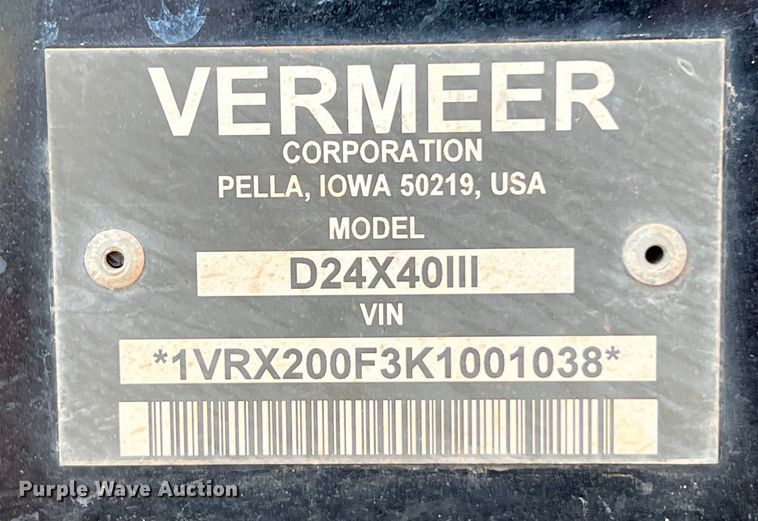 VERMEER
CORPORATION
PELLA, IOWA 50219, USA
MODEL
D24X40III
VIN
*1VRX200F3K1001038*
Purple Wave Auction